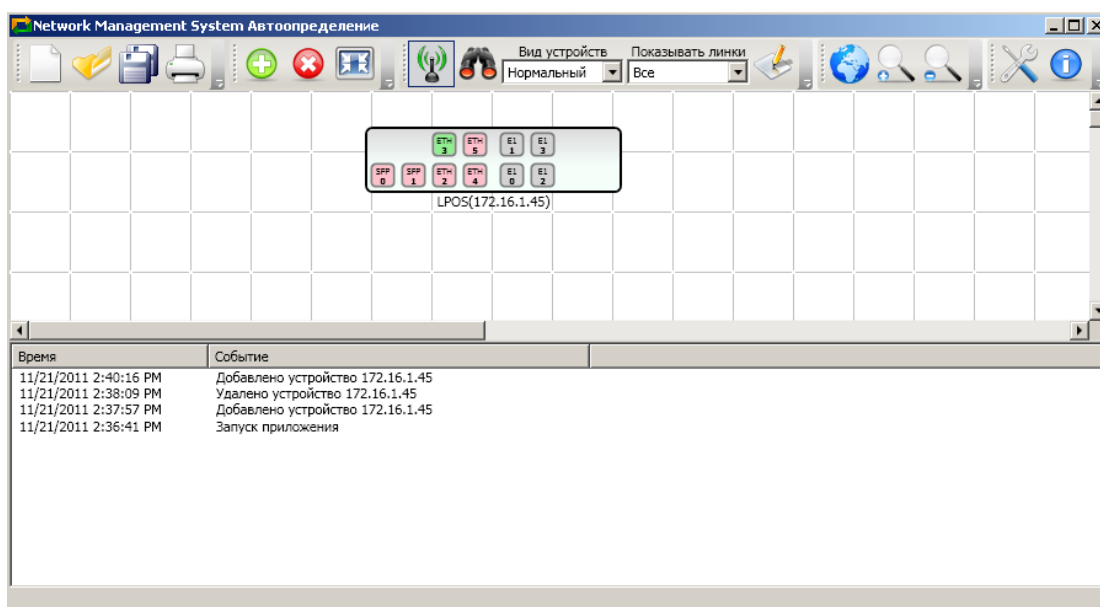 Network Management System Автоопределение
Вид устройств Показывать линки
Нормальный Все
ETH 3 ETH 5 E1 1 E1 3
SFP 0 SFP 1 ETH 2 ETH 4 E1 0 E1 2
LPOS(172.16.1.45)
Время Событие
11/21/2011 2:40:16 PM Добавлено устройство 172.16.1.45
11/21/2011 2:38:09 PM Удалено устройство 172.16.1.45
11/21/2011 2:37:57 PM Добавлено устройство 172.16.1.45
11/21/2011 2:36:41 PM Запуск приложения